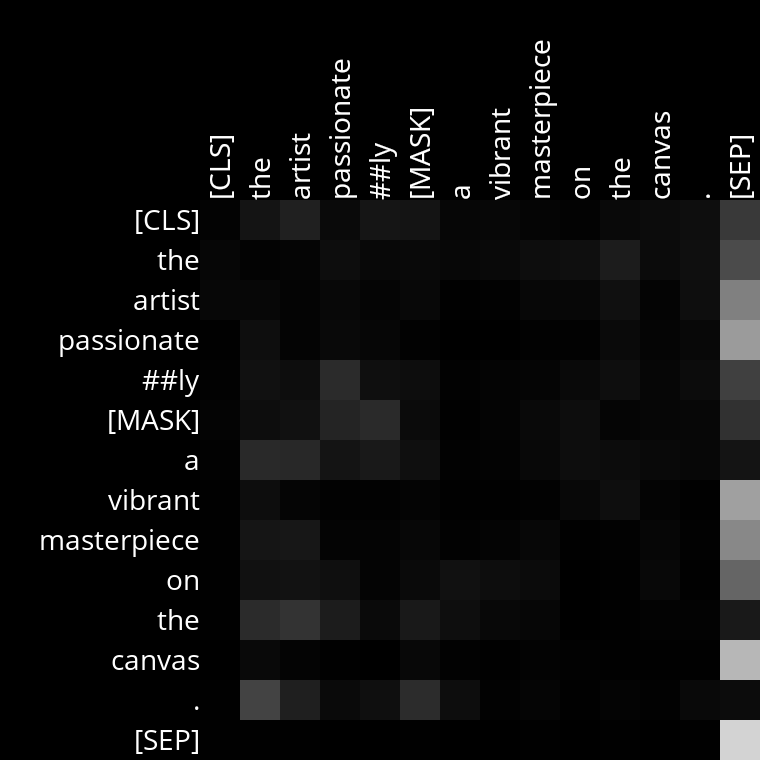 [CLS] the artist passionate ##ly [MASK] a vibrant masterpiece on the canvas . [SEP]
[CLS]
the
artist
passionate
##ly
[MASK]
a
vibrant
masterpiece
on
the
canvas
.
[SEP]